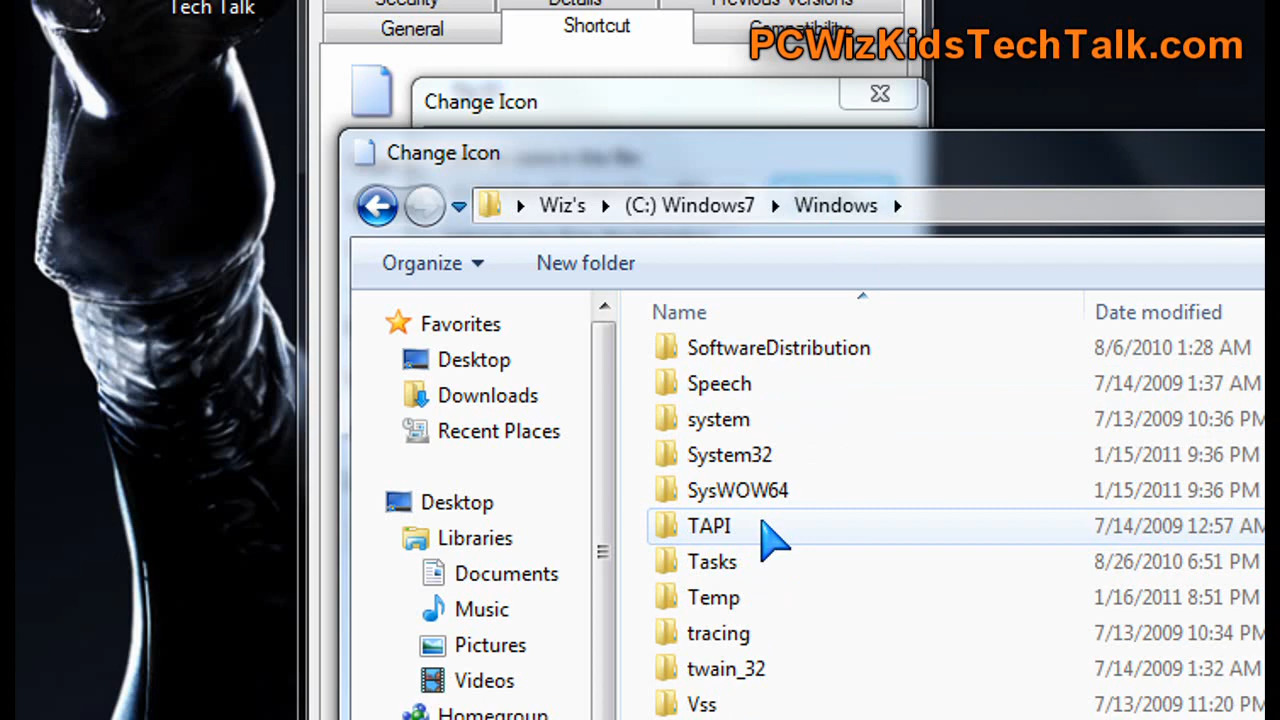 Tech Talk
Security Details Previous Versions
General Shortcut Compatibility
PCWizKidsTechTalk.com
Change Icon
Change Icon
Wiz's (C:) Windows7 Windows
Organize New folder
Name Date modified
Favorites
Desktop
Downloads
Recent Places
Desktop
Libraries
Documents
Music
Pictures
Videos
Homegroup
SoftwareDistribution 8/6/2010 1:28 AM
Speech 7/14/2009 1:37 AM
system 7/13/2009 10:36 PM
System32 1/15/2011 9:36 PM
SysWOW64 1/15/2011 9:36 PM
TAPI 7/14/2009 12:57 AM
Tasks 8/26/2010 6:51 PM
Temp 1/16/2011 8:51 PM
tracing 7/13/2009 10:34 PM
twain_32 7/14/2009 1:32 AM
Vss 7/13/2009 11:20 PM